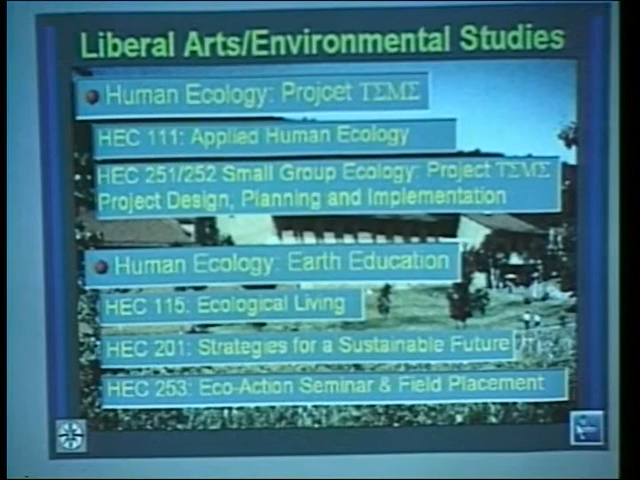 Liberal Arts/Environmental Studies
Human Ecology: Projcet ΤΣΜΣ
HEC 111: Applied Human Ecology
HEC 251/252 Small Group Ecology: Project ΤΣΜΣ
Project Design, Planning and Implementation
Human Ecology: Earth Education
HEC 115: Ecological Living
HEC 201: Strategies for a Sustainable Future
HEC 253: Eco-Action Seminar & Field Placement